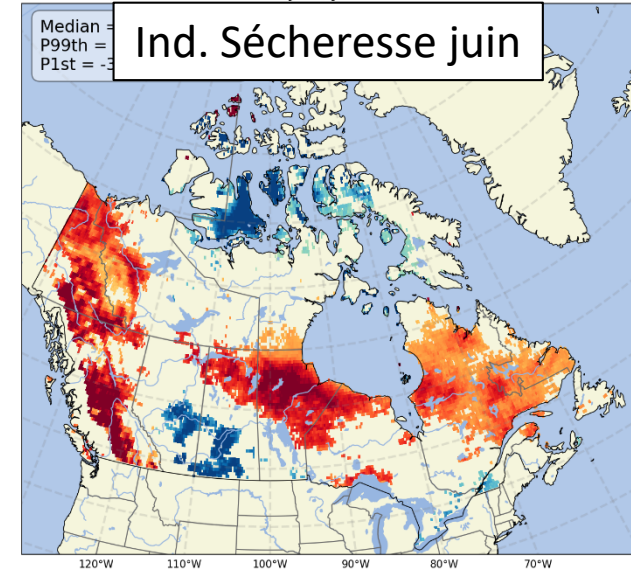 Median =
P99th =
P1st = -3
Ind. Sécheresse juin
120°W 110°W 100°W 90°W 80°W 70°W